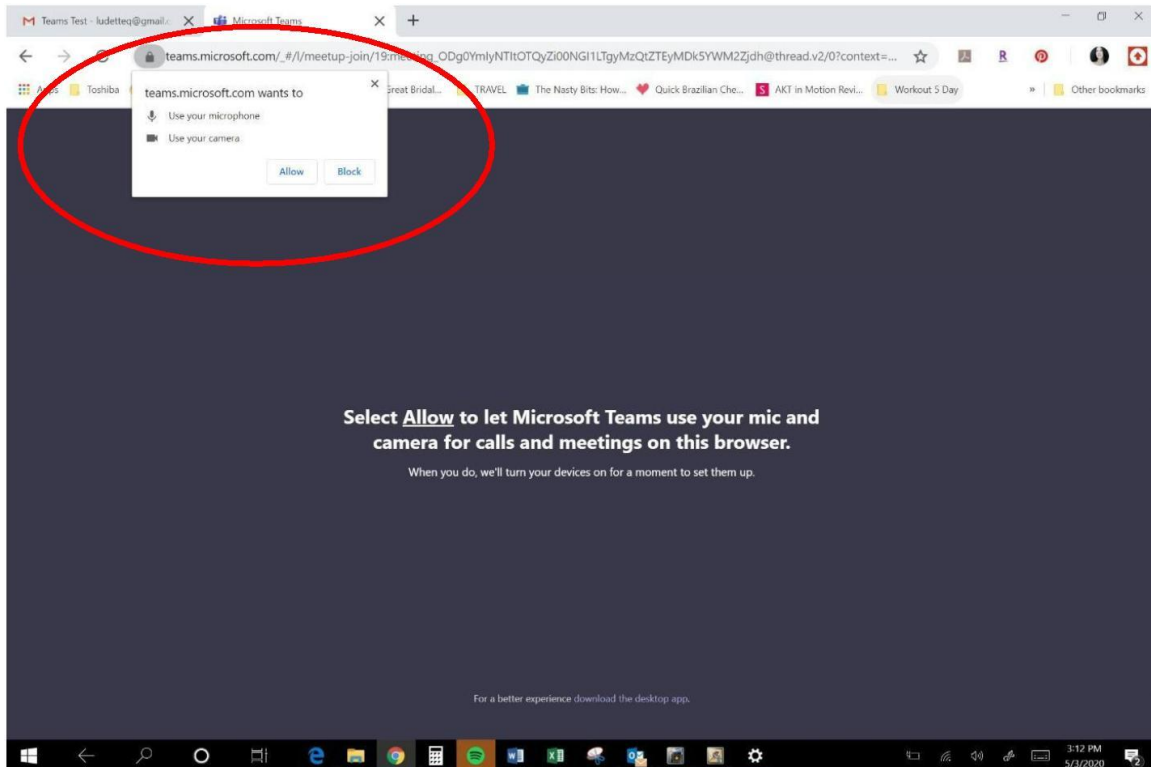 Teams Test - ludetteq@gmail.c
Microsoft Teams
teams.microsoft.com/_#/l/meetup-join/19:meeting_ODg0YmlyNTItOTQyZi00NGI1LTgyMzQtZTEyMDk5YWM2Zjdh@thread.v2/0?context=...
Toshiba
Great Bridal...
TRAVEL
The Nasty Bits: How...
Quick Brazilian Che...
S AKT in Motion Revi...
Workout 5 Day
» Other bookmarks
teams.microsoft.com wants to
Use your microphone
Use your camera
Allow Block
Select Allow to let Microsoft Teams use your mic and
camera for calls and meetings on this browser.
When you do, we'll turn your devices on for a moment to set them up.
For a better experience download the desktop app.
3:12 PM
5/3/2020